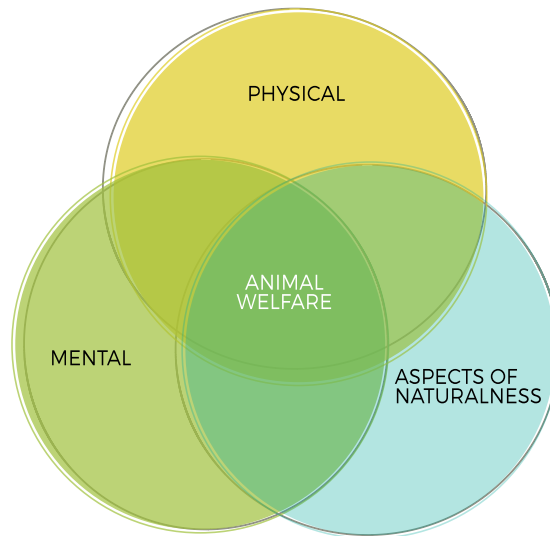 PHYSICAL
ANIMAL
WELFARE
MENTAL
ASPECTS OF
NATURALNESS